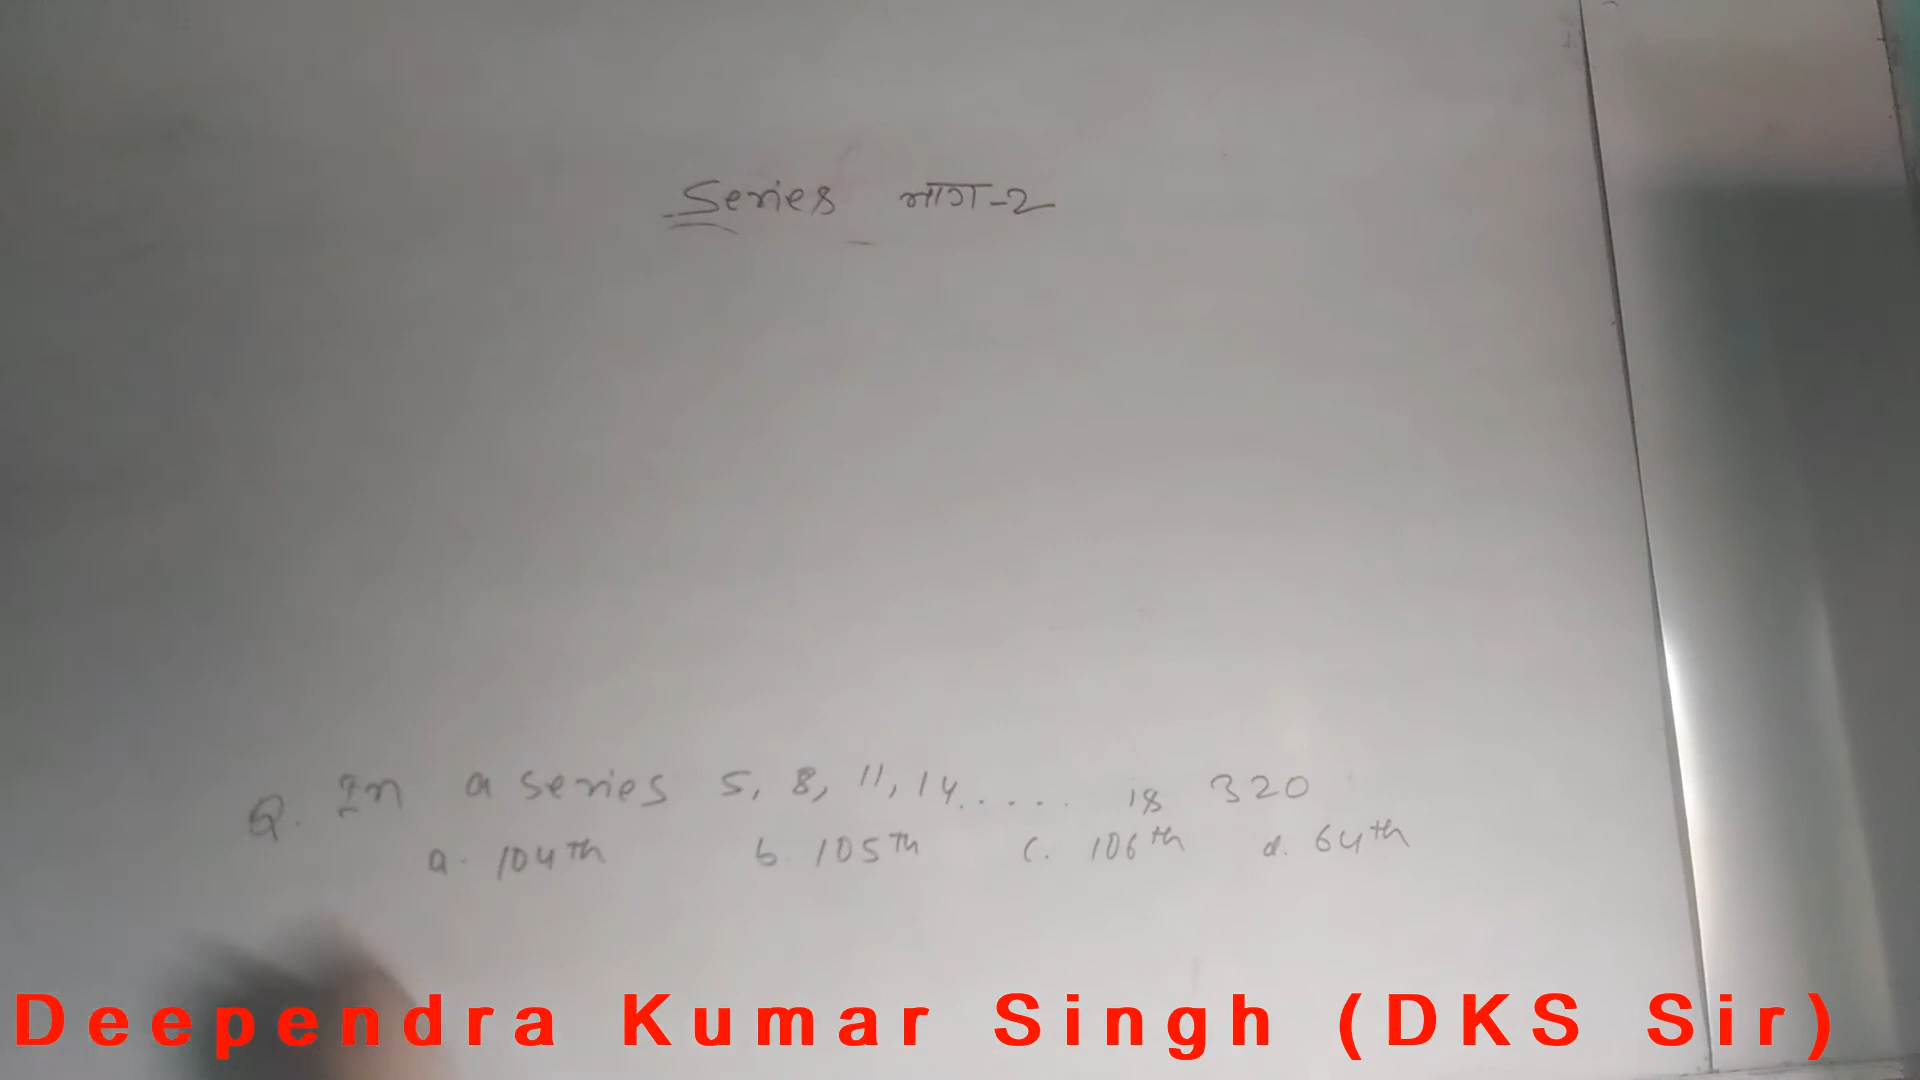 Series भाग-2
Q. In a series 5, 8, 11, 14..... is 320
a. 104th b. 105th c. 106th d. 64th
Deependra Kumar Singh (DKS Sir)